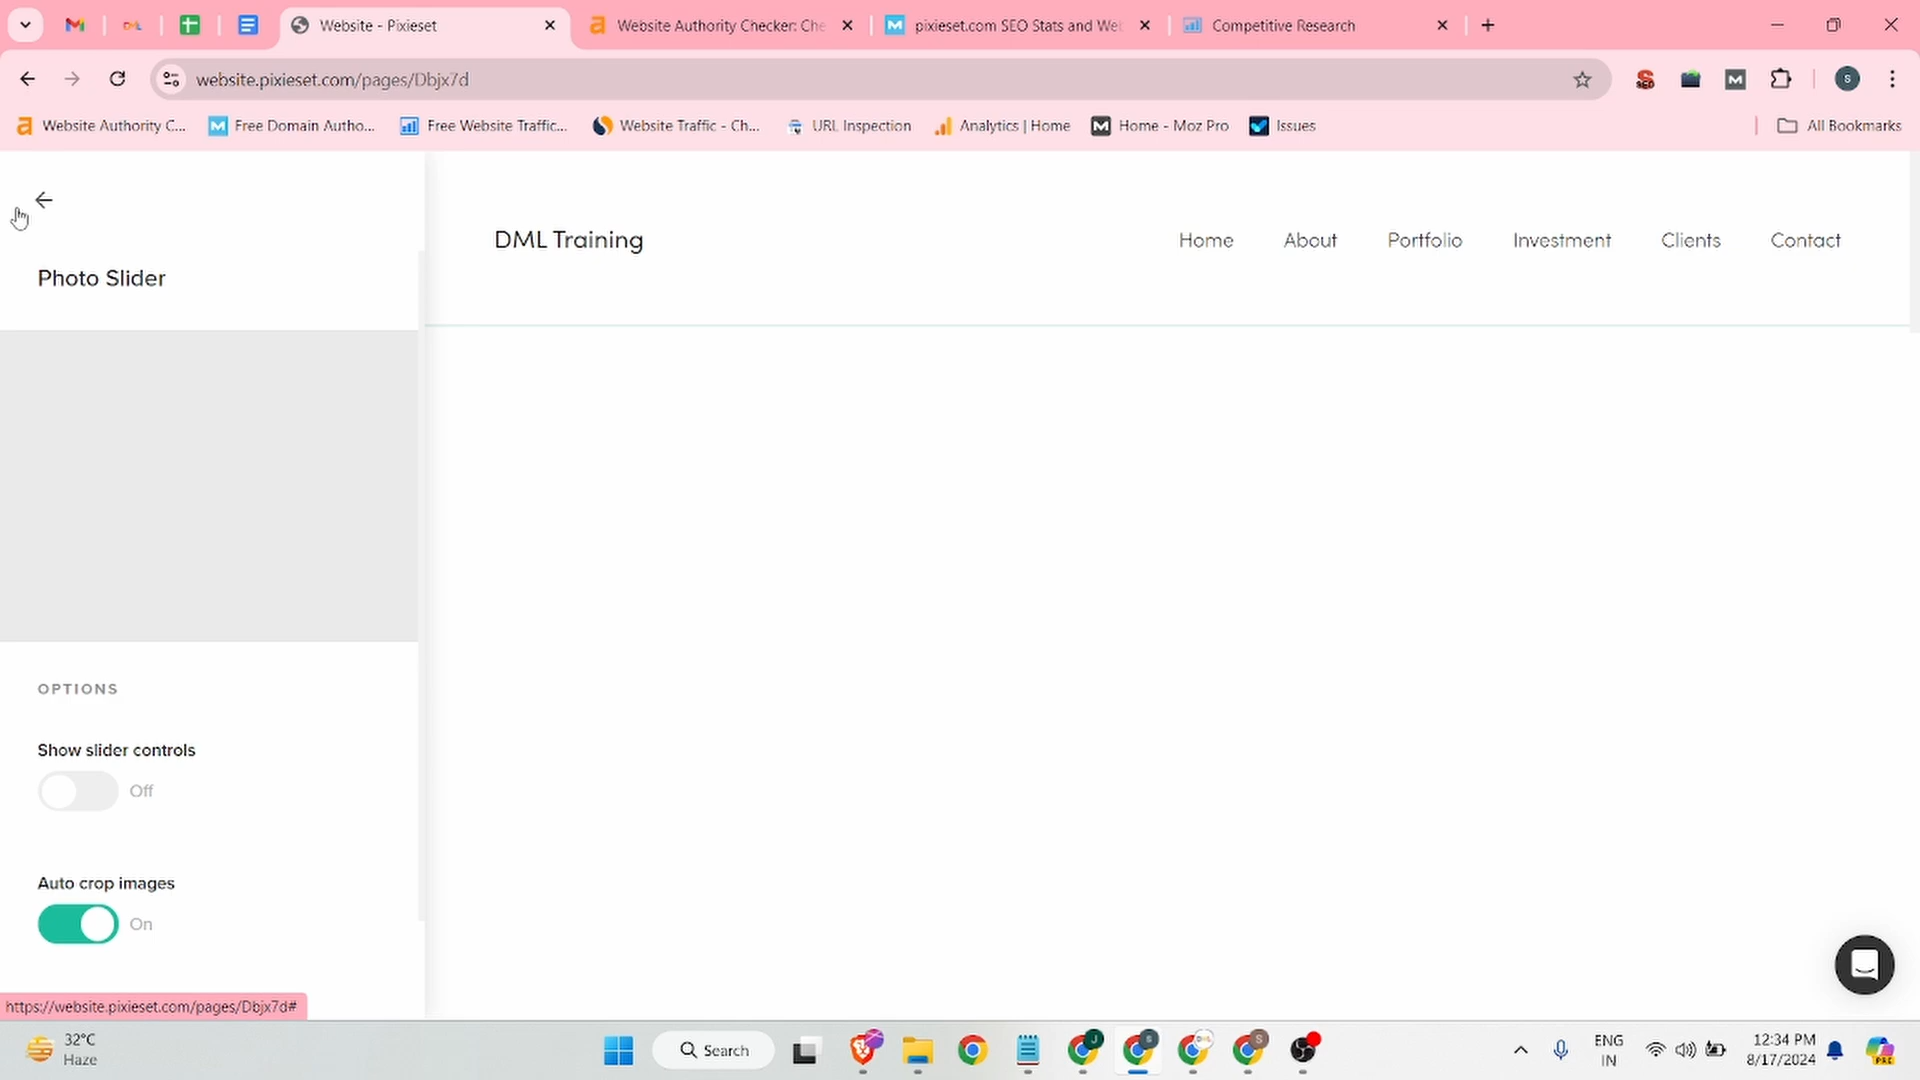 Website - Pixieset
Website Authority Checker: Che
pixieset.com SEO Stats and Wet
Competitive Research
website.pixieset.com/pages/Dbjx7d
Website Authority C...
Free Domain Autho...
Free Website Traffic...
Website Traffic - Ch...
URL Inspection
Analytics | Home
Home - Moz Pro
Issues
All Bookmarks
DML Training
Home
About
Portfolio
Investment
Clients
Contact
Photo Slider
OPTIONS
Show slider controls
Off
Auto crop images
On
https://website.pixieset.com/pages/Dbjx7d#
32°C
Haze
Search
ENG
IN
12:34 PM
8/17/2024